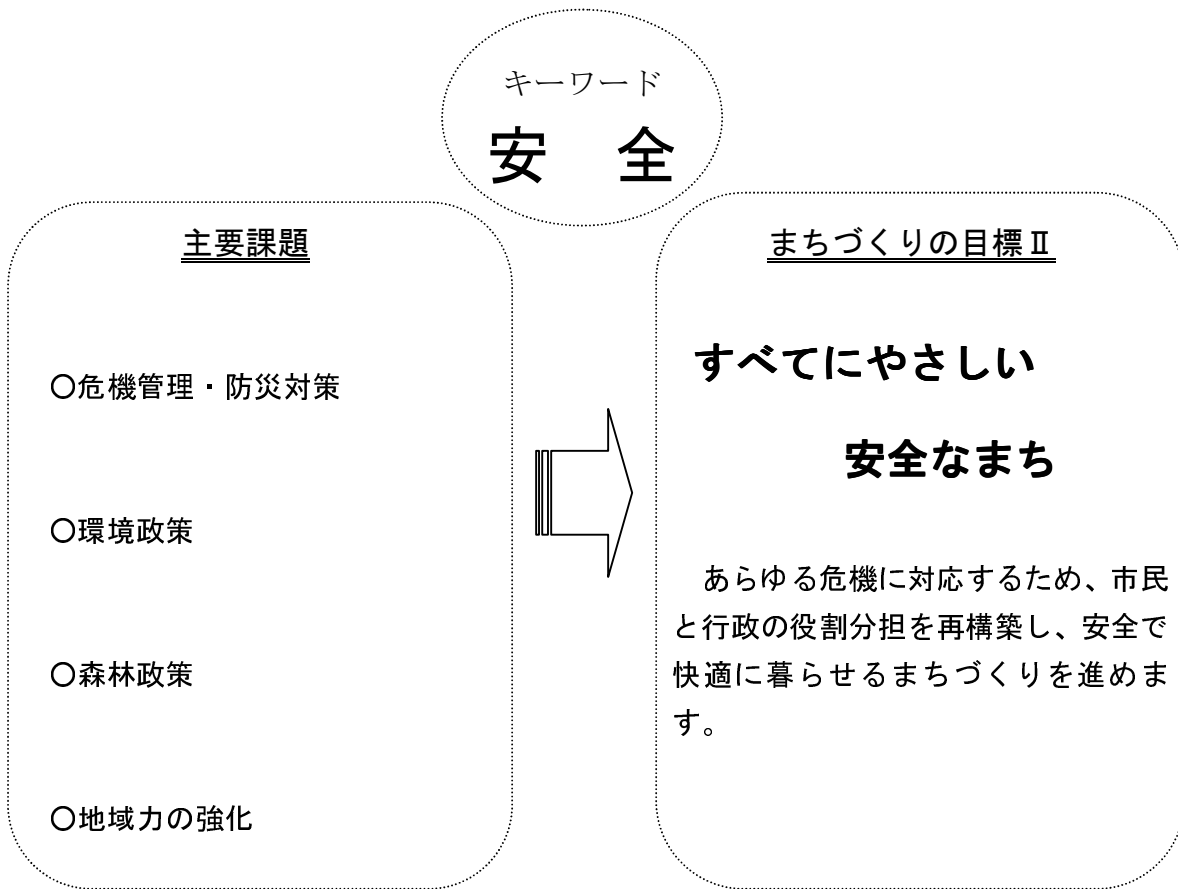 キーワード
安　全
主要課題
○危機管理・防災対策
○環境政策
○森林政策
○地域力の強化
まちづくりの目標Ⅱ
すべてにやさしい
安全なまち
　あらゆる危機に対応するため、市民
と行政の役割分担を再構築し、安全で
快適に暮らせるまちづくりを進めま
す。